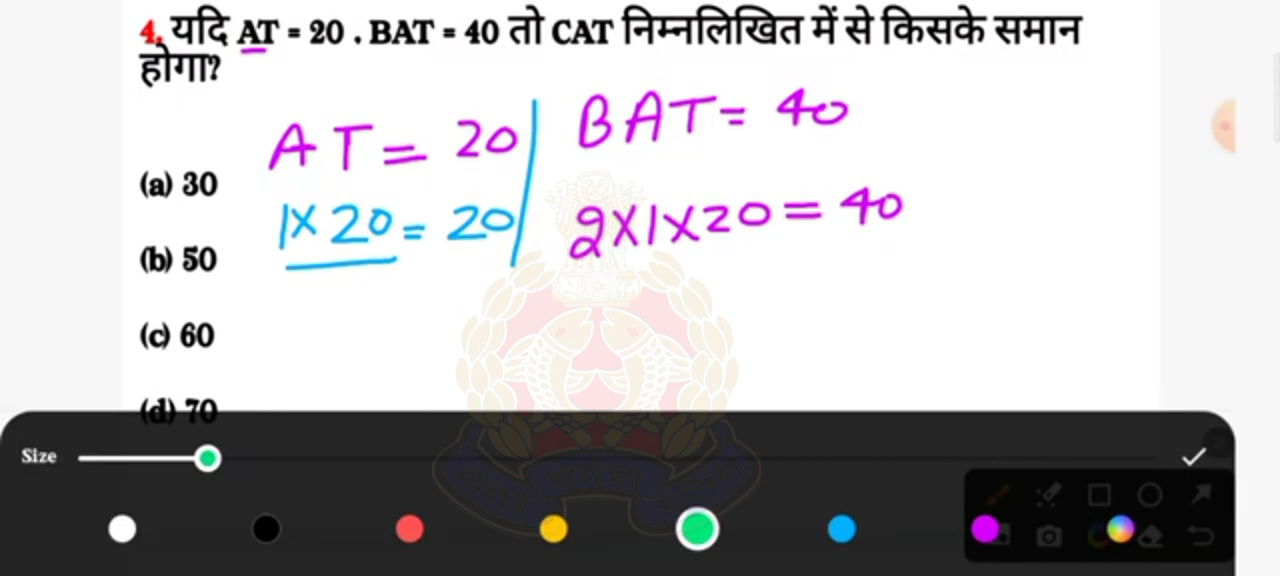 4. यदि AT = 20 . BAT = 40 तो CAT निम्नलिखित में से किसके समान
होगा?
AT = 20
BAT = 40
(a) 30
1 × 20 = 20
2 × 1 × 20 = 40
(b) 50
(c) 60
(d) 70
Size